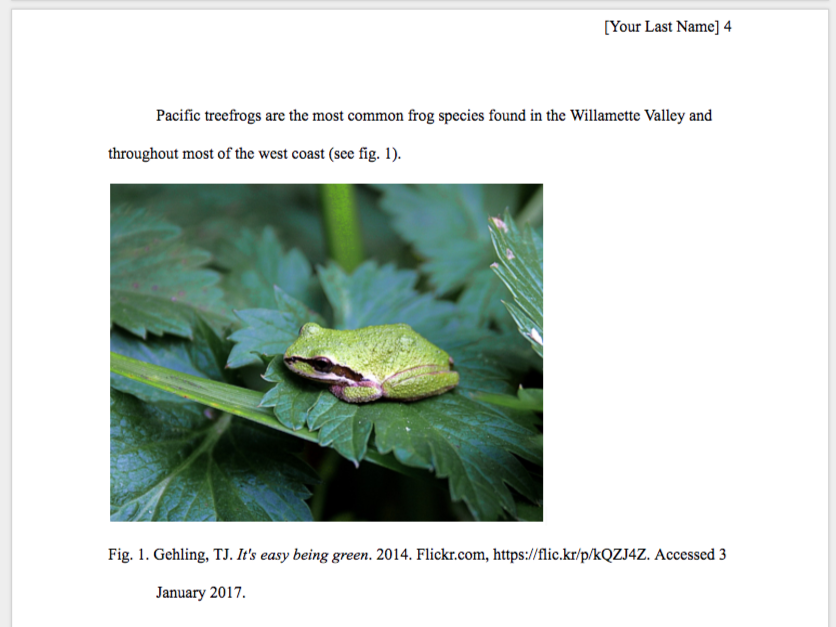 [Your Last Name] 4
Pacific treefrogs are the most common frog species found in the Willamette Valley and
throughout most of the west coast (see fig. 1).
Fig. 1. Gehling, TJ. It's easy being green. 2014. Flickr.com, https://flic.kr/p/kQZJ4Z. Accessed 3
January 2017.